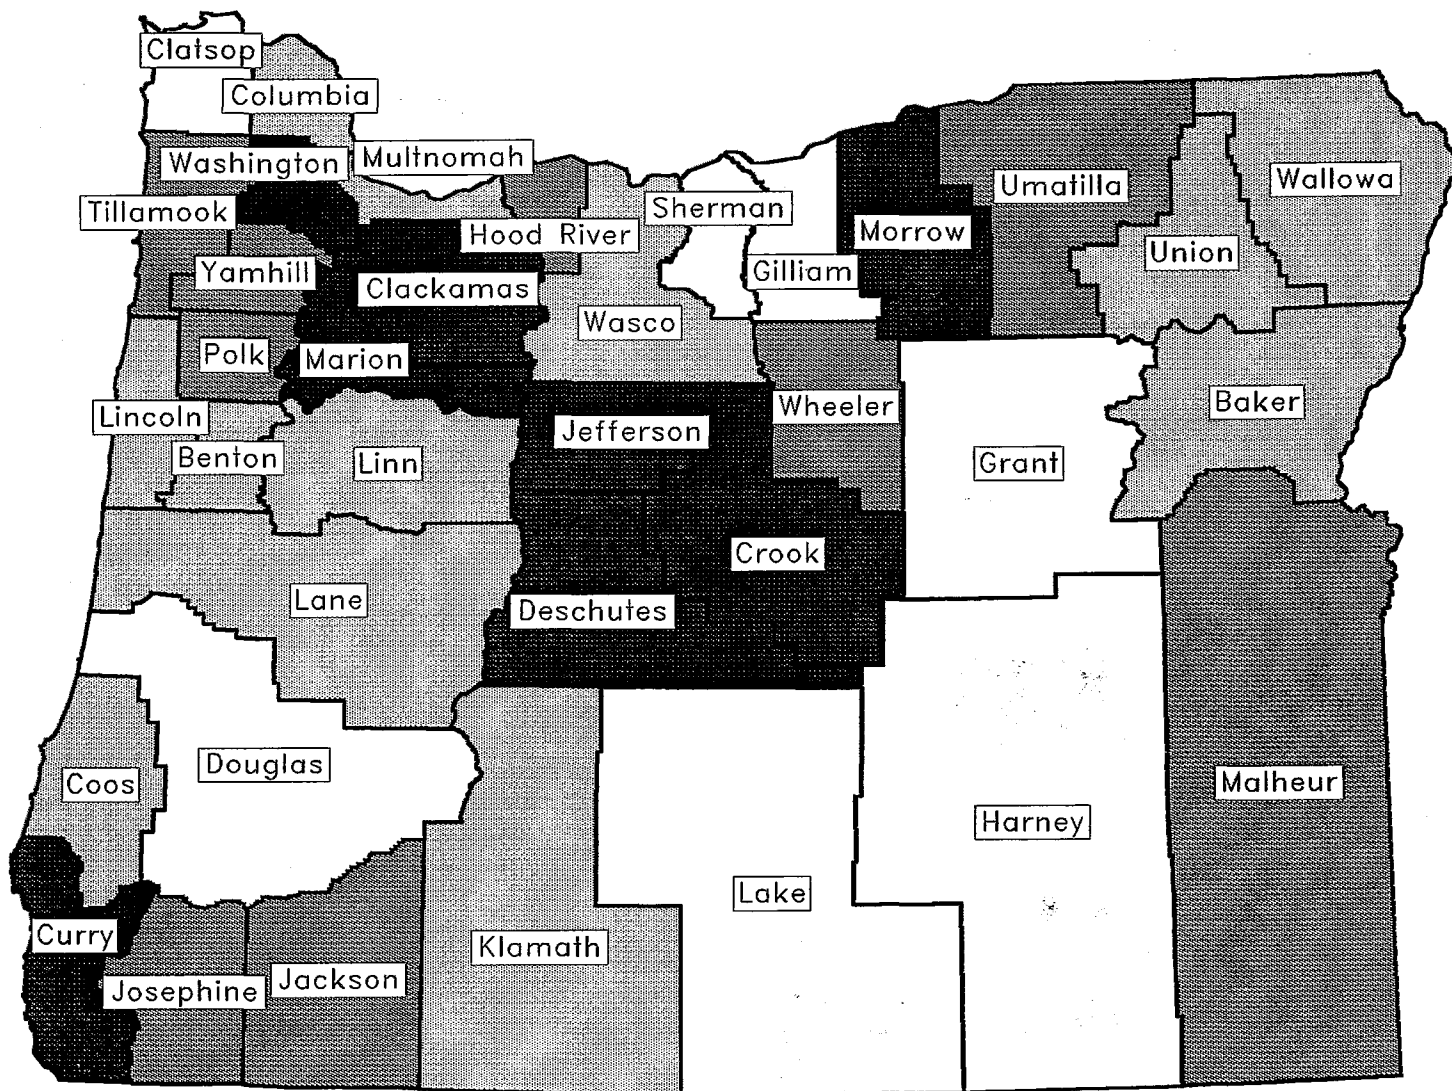 Clatsop
Columbia
Washington
Multnomah
Umatilla
Wallowa
Tillamook
Sherman
Hood River
Morrow
Union
Yamhill
Clackamas
Gilliam
Wasco
Polk
Marion
Lincoln
Wheeler
Baker
Jefferson
Benton
Linn
Grant
Crook
Lane
Deschutes
Douglas
Coos
Malheur
Harney
Lake
Curry
Klamath
Josephine
Jackson